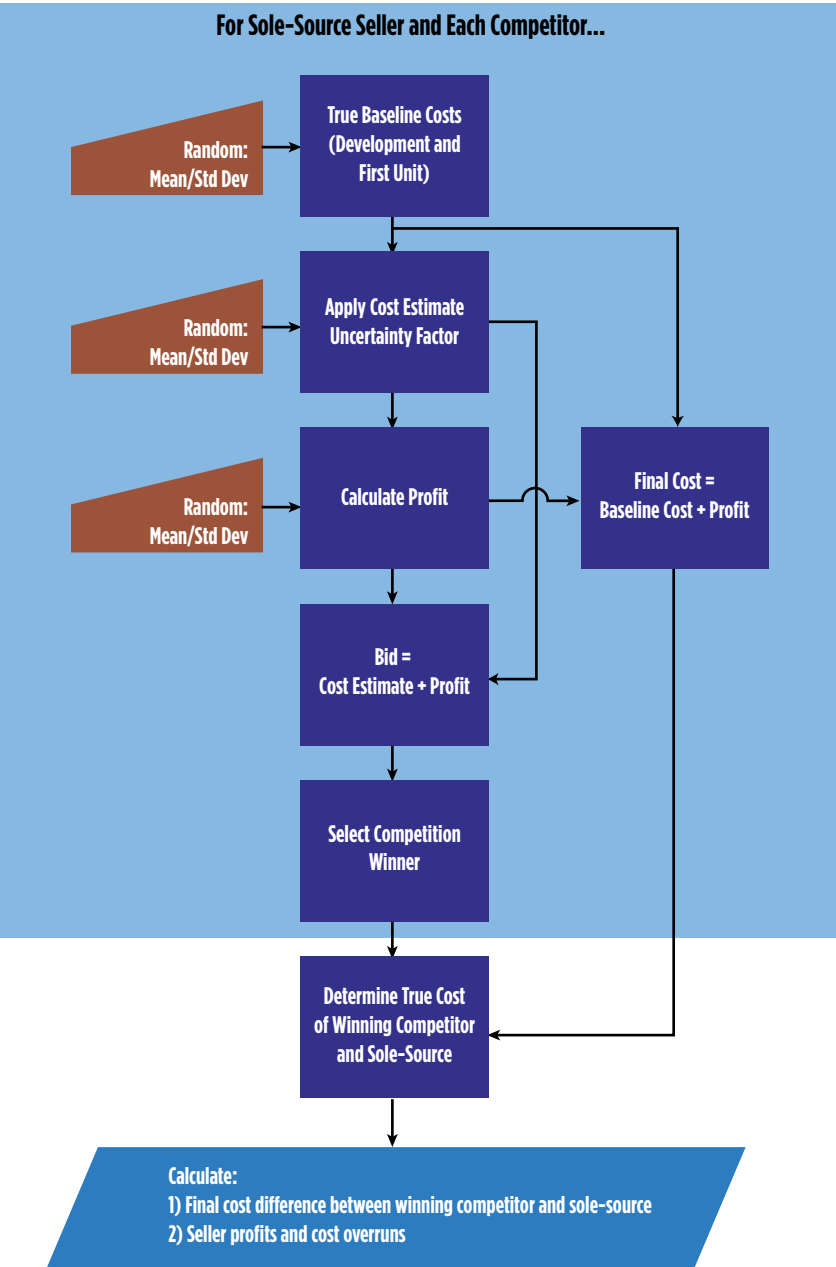 For Sole-Source Seller and Each Competitor...
True Baseline Costs
(Development and
First Unit)
Random:
Mean/Std Dev
Apply Cost Estimate
Uncertainty Factor
Random:
Mean/Std Dev
Calculate Profit
Random:
Mean/Std Dev
Final Cost =
Baseline Cost + Profit
Bid =
Cost Estimate + Profit
Select Competition
Winner
Determine True Cost
of Winning Competitor
and Sole-Source
Calculate:
1) Final cost difference between winning competitor and sole-source
2) Seller profits and cost overruns